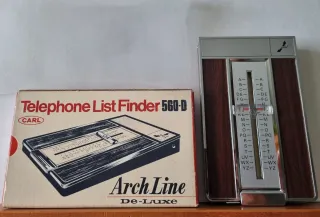 Telephone List Finder 560-D
CARL
Arch Line
De-Luxe